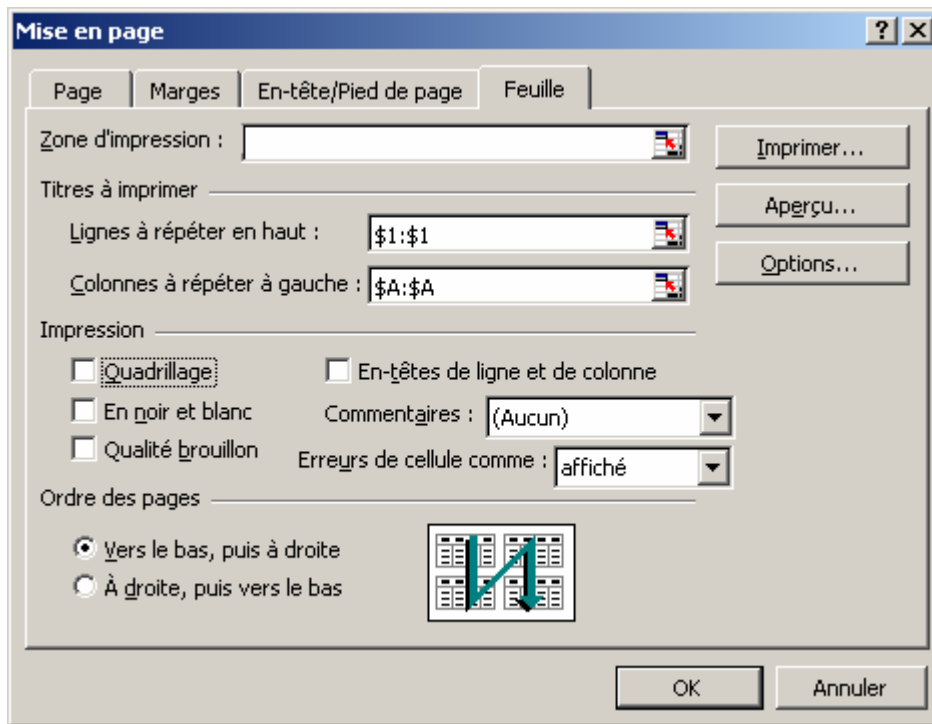 Mise en page
Page Marges En-tête/Pied de page Feuille
Zone d'impression :
Imprimer...
Titres à imprimer
Aperçu...
Lignes à répéter en haut : $1:$1
Options...
Colonnes à répéter à gauche : $A:$A
Impression
Quadrillage En-têtes de ligne et de colonne
En noir et blanc Commentaires : (Aucun)
Qualité brouillon Erreurs de cellule comme : affiché
Ordre des pages
Vers le bas, puis à droite
À droite, puis vers le bas
OK Annuler